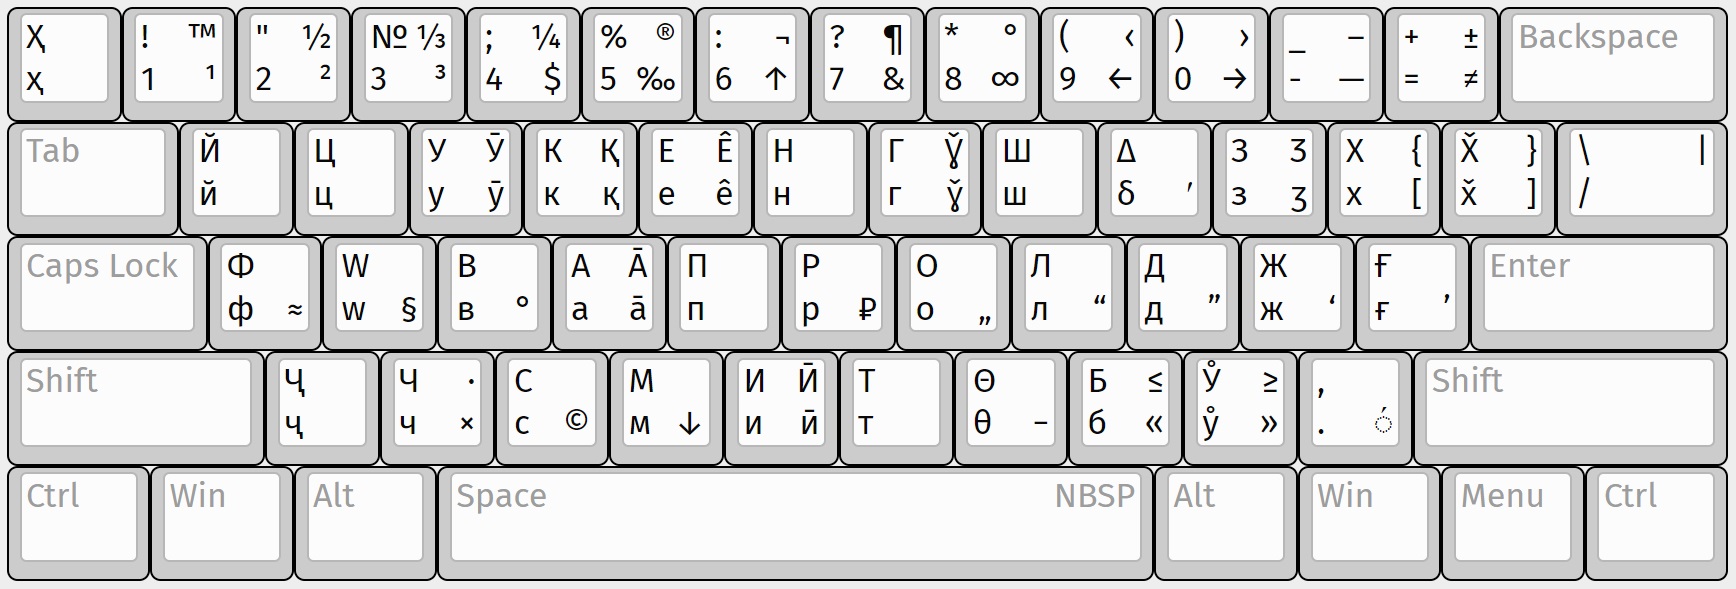 Ҳ ! ™ " ½ № ⅓ ; ¼ % ® : ¬ ? ¶ * ° ( ‹ ) › _ – + ± Backspace
ҳ 1 ¹ 2 ² 3 ³ 4 $ 5 ‰ 6 ↑ 7 & 8 ∞ 9 ← 0 → - — = ≠
Tab Й Ц У Ӯ К Қ Е Ê Н Г Ў̨ Ш Δ З Ʒ Х { Х̌ } \ |
й ц у ӯ к қ е ê н г ў̨ ш δ ′ з ʒ х [ х̌ ] /
Caps Lock Ф W В А Ā П Р О Л Д Ж Ғ Enter
ф ≈ w § в ° а ā п р ₽ о „ л “ д ” ж ‘ ғ ’
Shift Ҷ Ч · С М И Ӣ Т Θ Б ≤ У̊ ≥ , Shift
ҷ ч × с © м ↓ и ӣ т θ - б « ў̊ » . ◌́
Ctrl Win Alt Space NBSP Alt Win Menu Ctrl